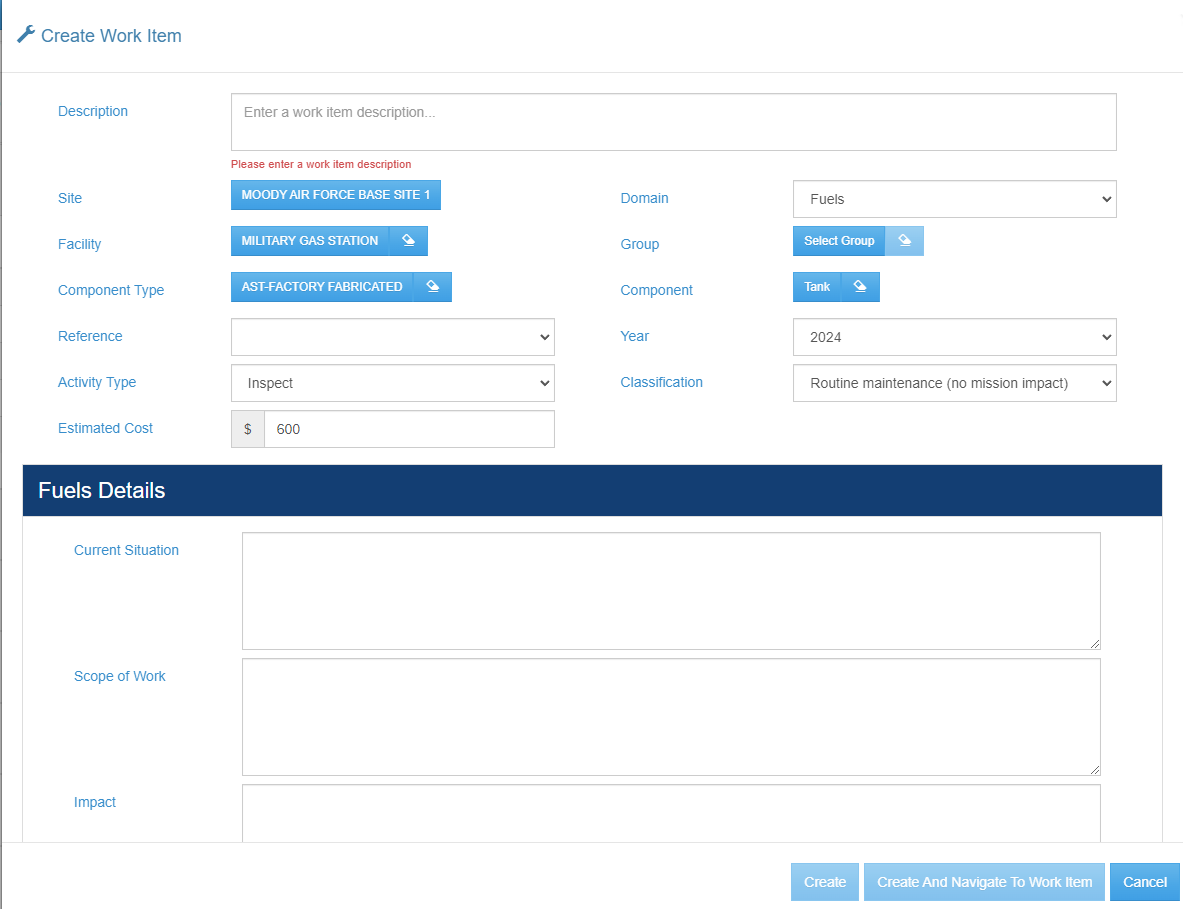 Create Work Item
Description
Enter a work item description...
Please enter a work item description
Site MOODY AIR FORCE BASE SITE 1 Domain Fuels
Facility MILITARY GAS STATION Group Select Group
Component Type AST-FACTORY FABRICATED Component Tank
Reference Year 2024
Activity Type Inspect Classification Routine maintenance (no mission impact)
Estimated Cost $ 600
Fuels Details
Current Situation
Scope of Work
Impact
Create Create And Navigate To Work Item Cancel